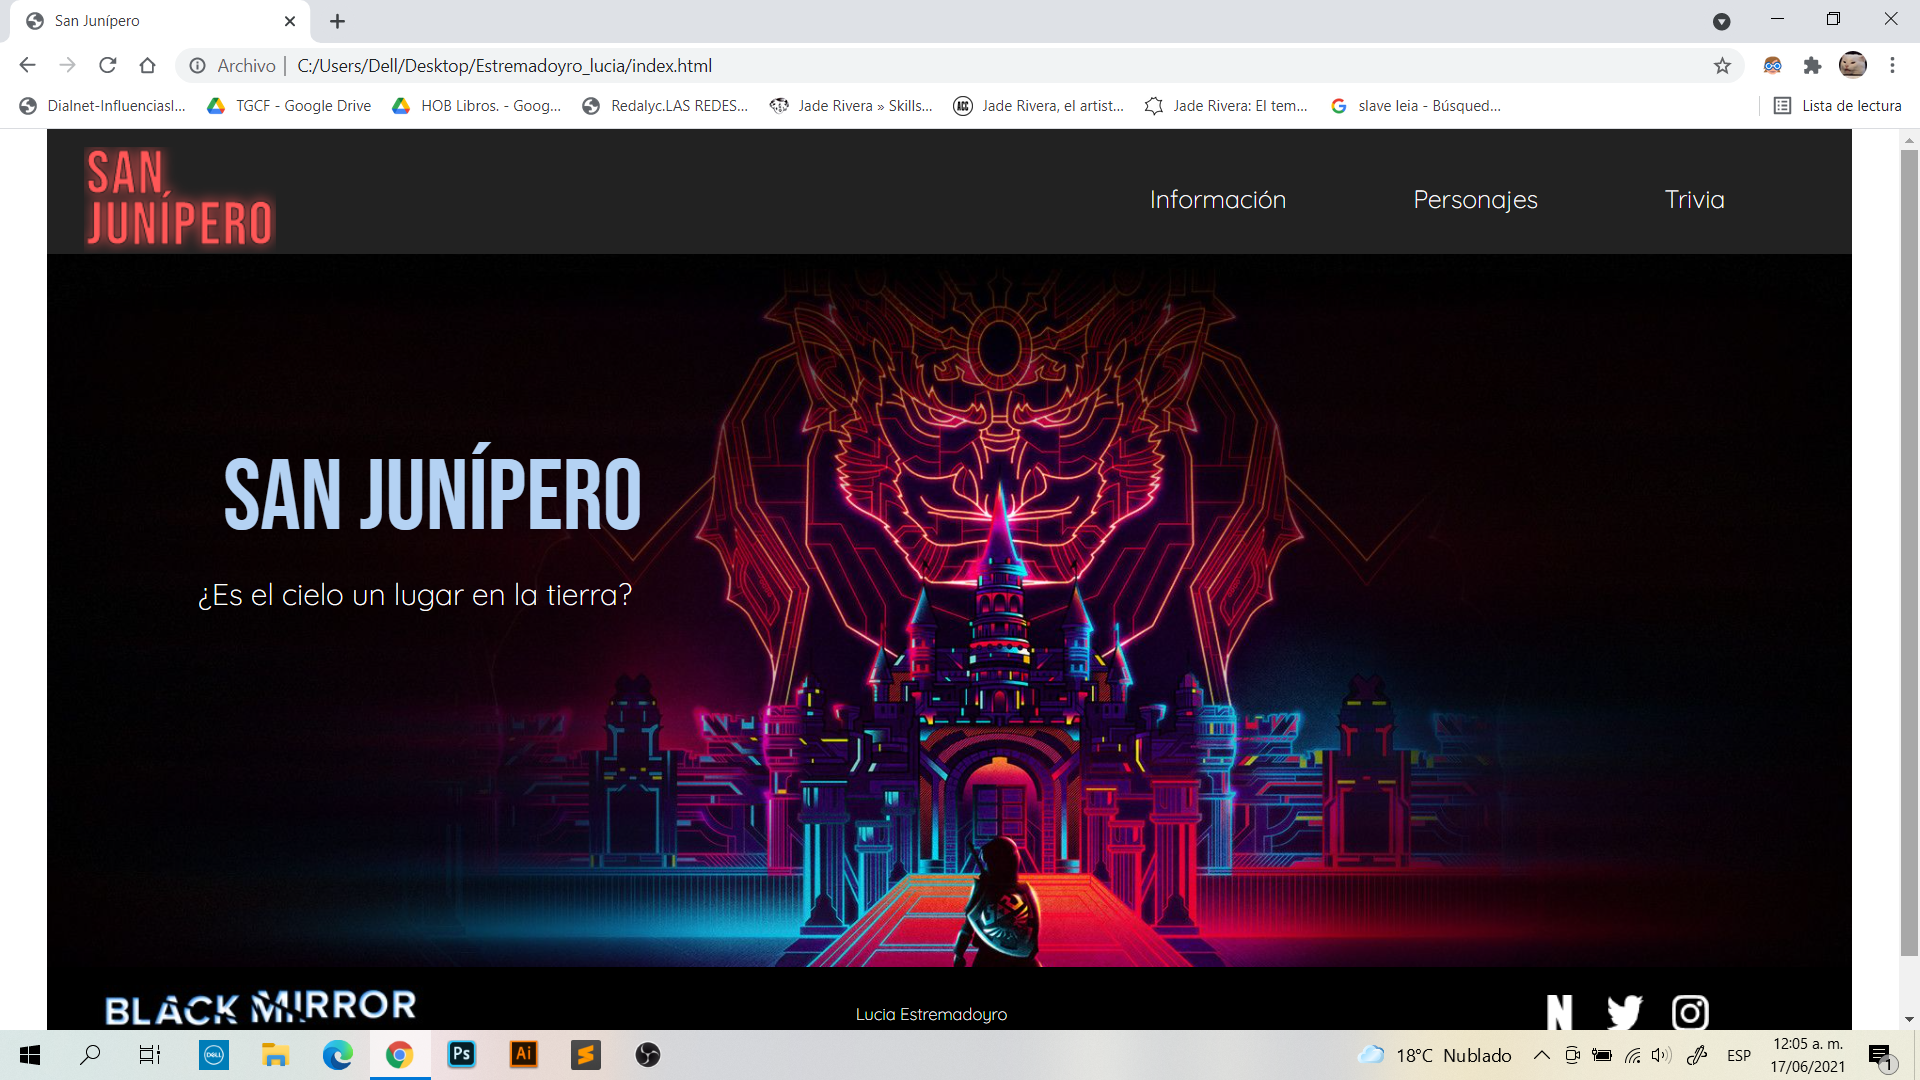 San Junípero
Archivo | C:/Users/Dell/Desktop/Estremadoyro_lucia/index.html
Dialnet-Influenciasl...
TGCF - Google Drive
HOB Libros. - Goog...
Redalyc.LAS REDES...
Jade Rivera » Skills...
Jade Rivera, el artist...
Jade Rivera: El tem...
slave leia - Búsqued...
Lista de lectura
SAN
JUNÍPERO
Información
Personajes
Trivia
SAN JUNÍPERO
¿Es el cielo un lugar en la tierra?
BLACK MIRROR
Lucia Estremadoyro
N
DELL
Ps
Ai
18°C Nublado
ESP
12:05 a. m.
17/06/2021
1